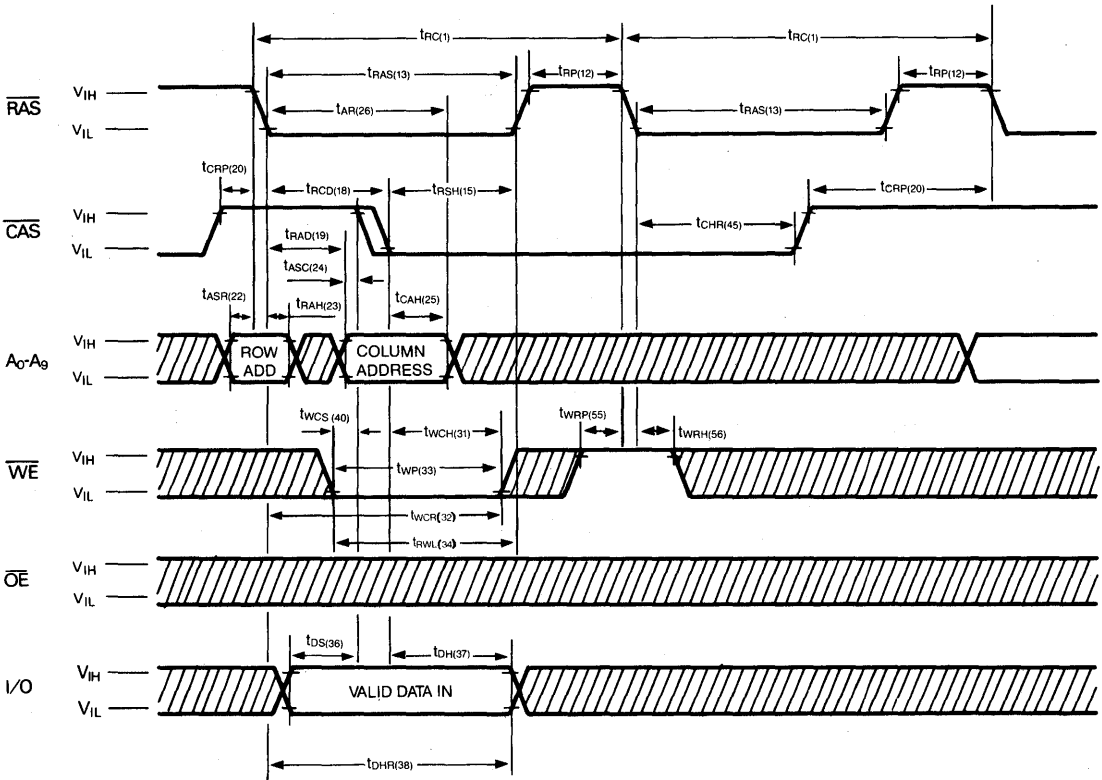 tRC(1) tRC(1)
tRAS(13) tRP(12) tRP(12)
RAS VIH
tAR(26) tRAS(13)
VIL
tCRP(20) tRCD(18) tRSH(15) tCRP(20)
CAS VIH
tCHR(45)
tRAD(19)
VIL
tASC(24)
tASR(22) tRAH(23) tCAH(25)
A0-A9 VIH
ROW ADD
COLUMN ADDRESS
VIL
tWCS(40) tWCH(31) tWRP(55) tWRH(56)
WE VIH
tWP(33)
VIL
tWCR(32)
tRWL(34)
OE VIH
VIL
tDS(36) tDH(37)
I/O VIH
VALID DATA IN
VIL
tDHR(38)